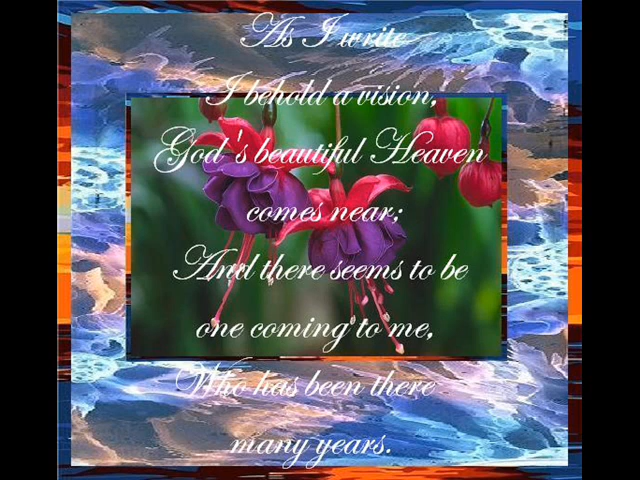 As I write
I behold a vision,
God's beautiful Heaven
comes near;
And there seems to be
one coming to me,
Who has been there
many years.